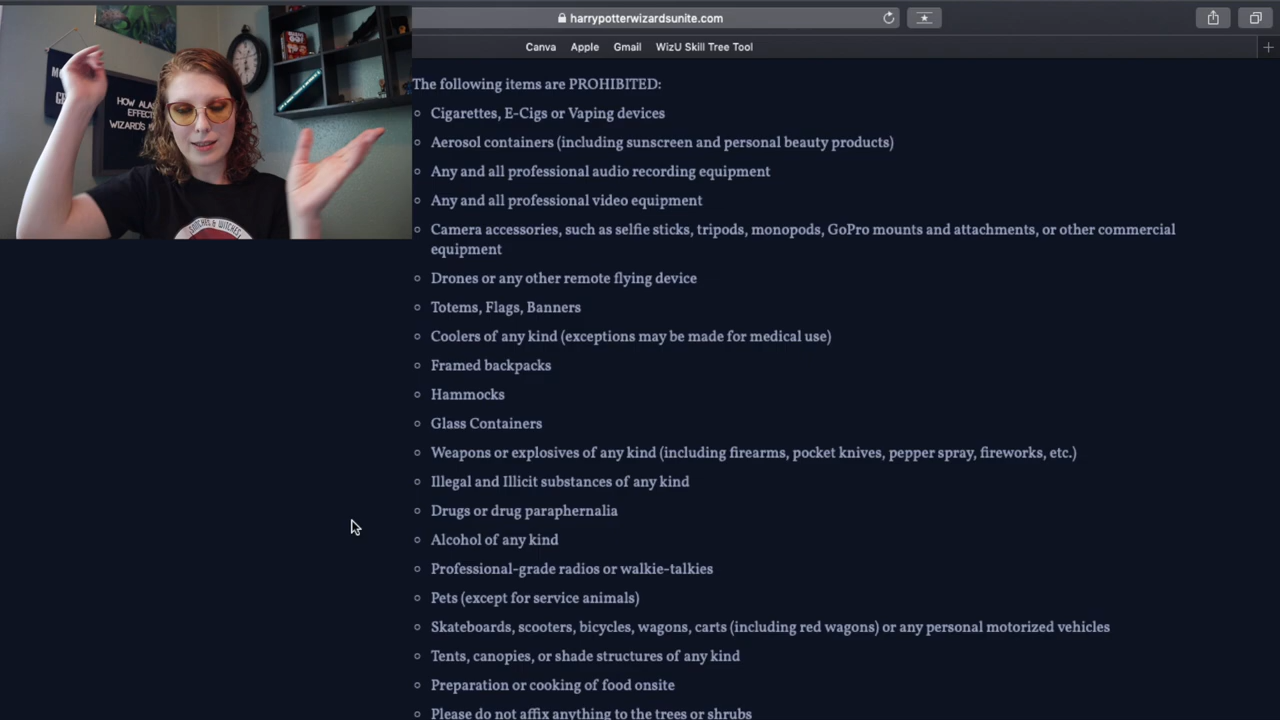 harrypotterwizardsunite.com
Canva Apple Gmail WizU Skill Tree Tool
HOW ALA
EFFECT
WIZARD'S
The following items are PROHIBITED:
Cigarettes, E-Cigs or Vaping devices
Aerosol containers (including sunscreen and personal beauty products)
Any and all professional audio recording equipment
Any and all professional video equipment
Camera accessories, such as selfie sticks, tripods, monopods, GoPro mounts and attachments, or other commercial
equipment
Drones or any other remote flying device
Totems, Flags, Banners
Coolers of any kind (exceptions may be made for medical use)
Framed backpacks
Hammocks
Glass Containers
Weapons or explosives of any kind (including firearms, pocket knives, pepper spray, fireworks, etc.)
Illegal and Illicit substances of any kind
Drugs or drug paraphernalia
Alcohol of any kind
Professional-grade radios or walkie-talkies
Pets (except for service animals)
Skateboards, scooters, bicycles, wagons, carts (including red wagons) or any personal motorized vehicles
Tents, canopies, or shade structures of any kind
Preparation or cooking of food onsite
Please do not affix anything to the trees or shrubs